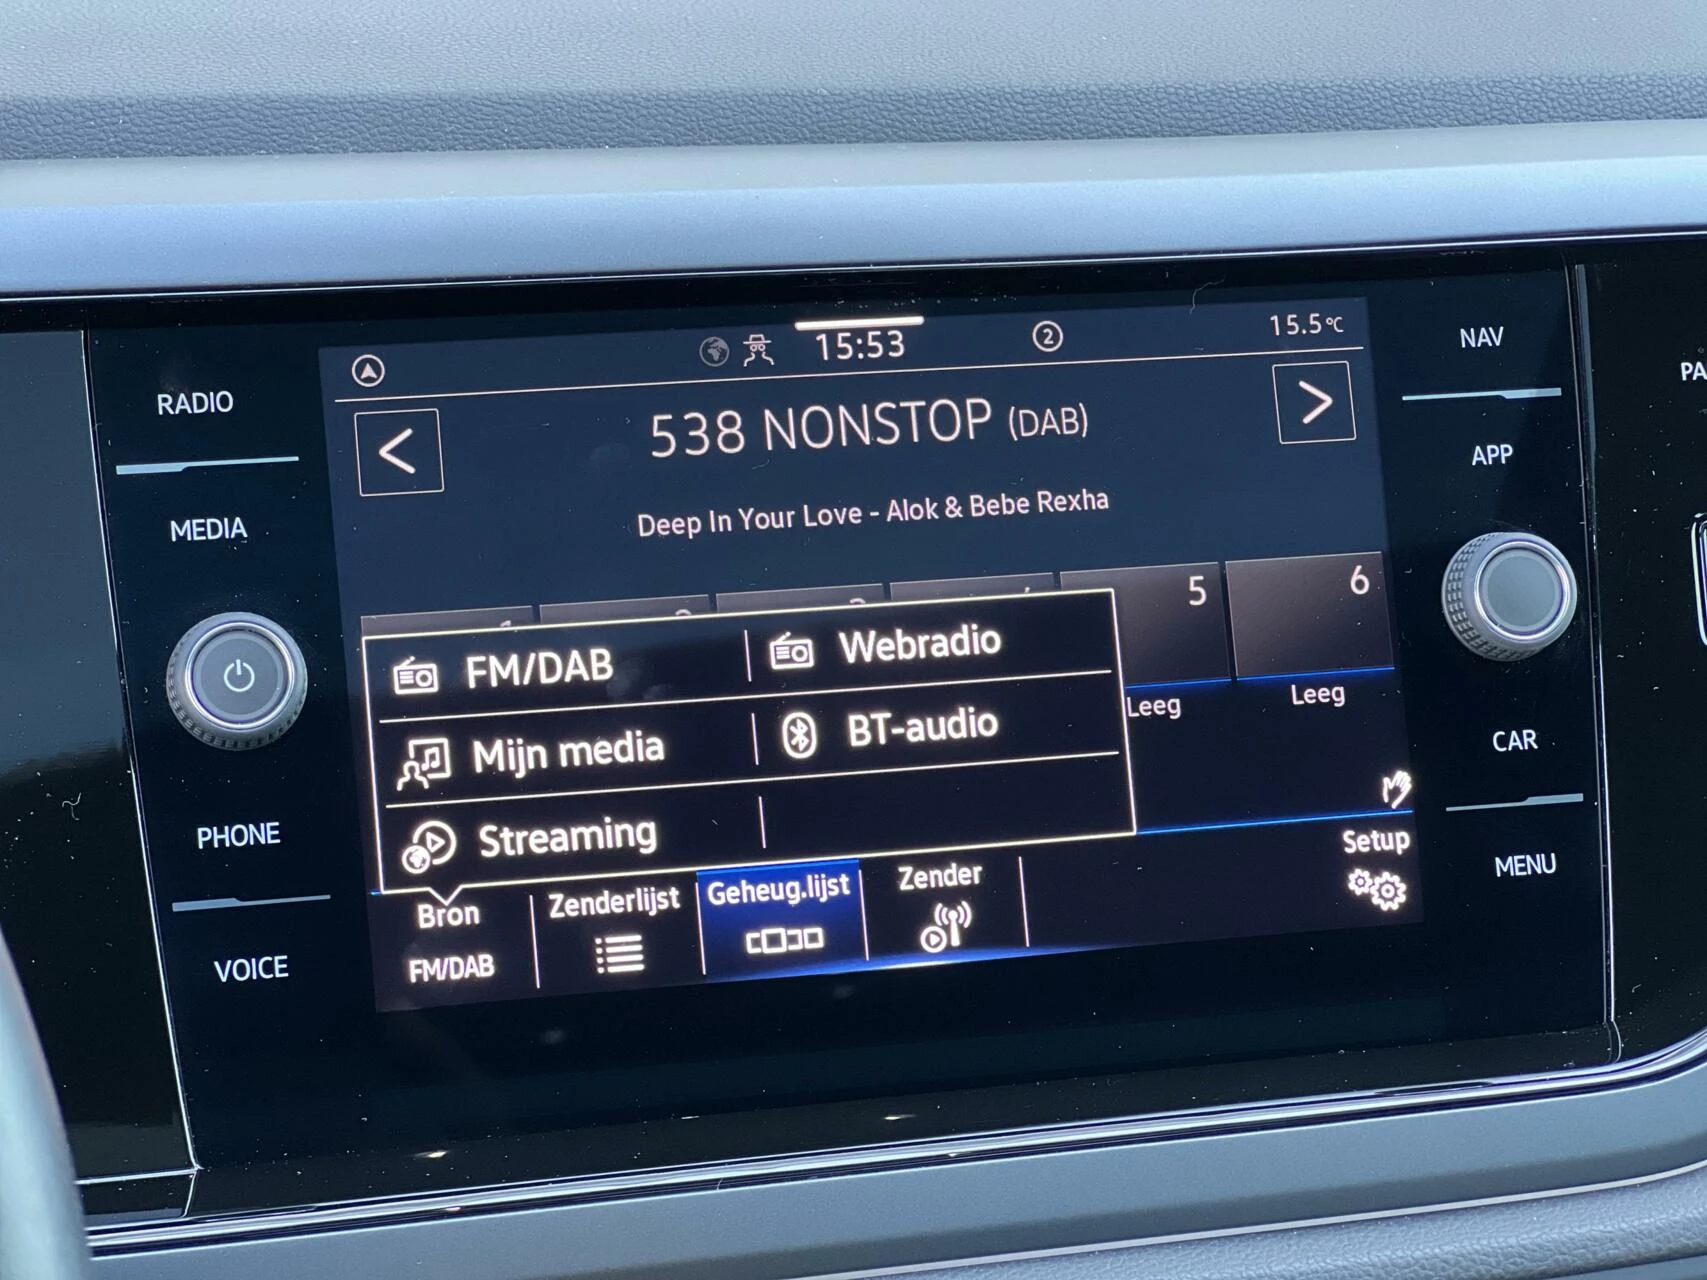 15:53
2
15.5°C
RADIO
MEDIA
PHONE
VOICE
<
538 NONSTOP (DAB)
>
Deep In Your Love - Alok & Bebe Rexha
5
6
Leeg
Leeg
FM/DAB
Webradio
Mijn media
BT-audio
Streaming
Bron
FM/DAB
Zenderlijst
Geheug.lijst
Zender
Setup
NAV
APP
CAR
MENU
PA